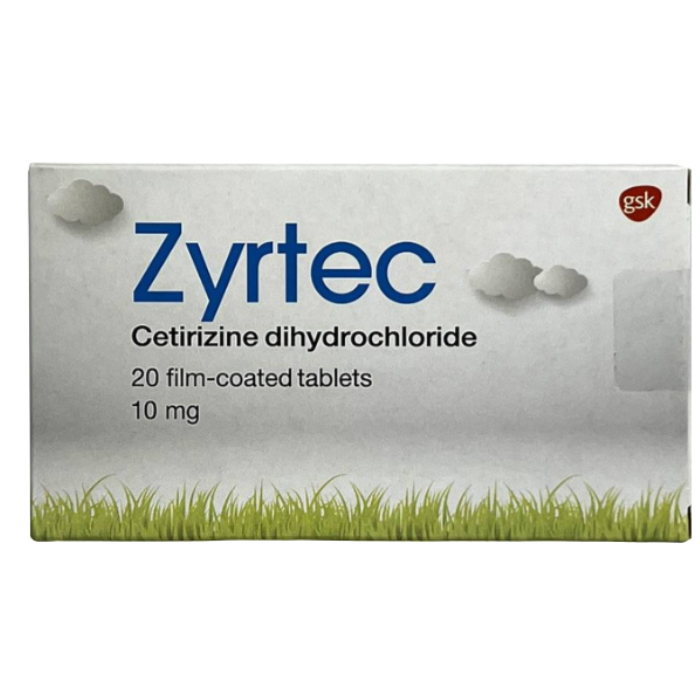 gsk
Zyrtec
Cetirizine dihydrochloride
20 film-coated tablets
10 mg